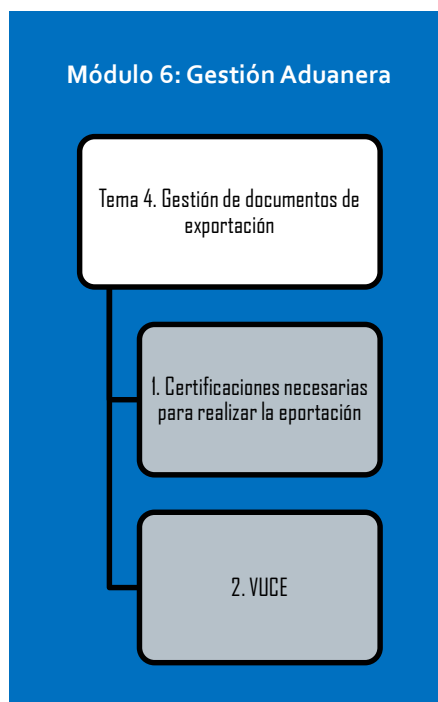 Módulo 6: Gestión Aduanera
Tema 4. Gestión de documentos de
exportación
1. Certificaciones necesarias
para realizar la eportación
2. VUCE